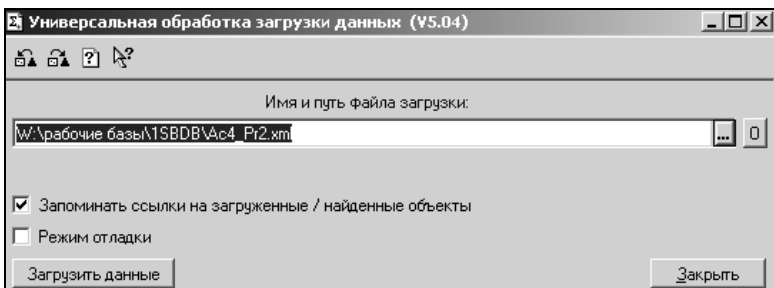 Универсальная обработка загрузки данных (V5.04)
Имя и путь файла загрузки:
W:\рабочие базы\1SBDB\Ac4_Pr2.xml ... 0
Запоминать ссылки на загруженные / найденные объекты
Режим отладки
Загрузить данные Закрыть